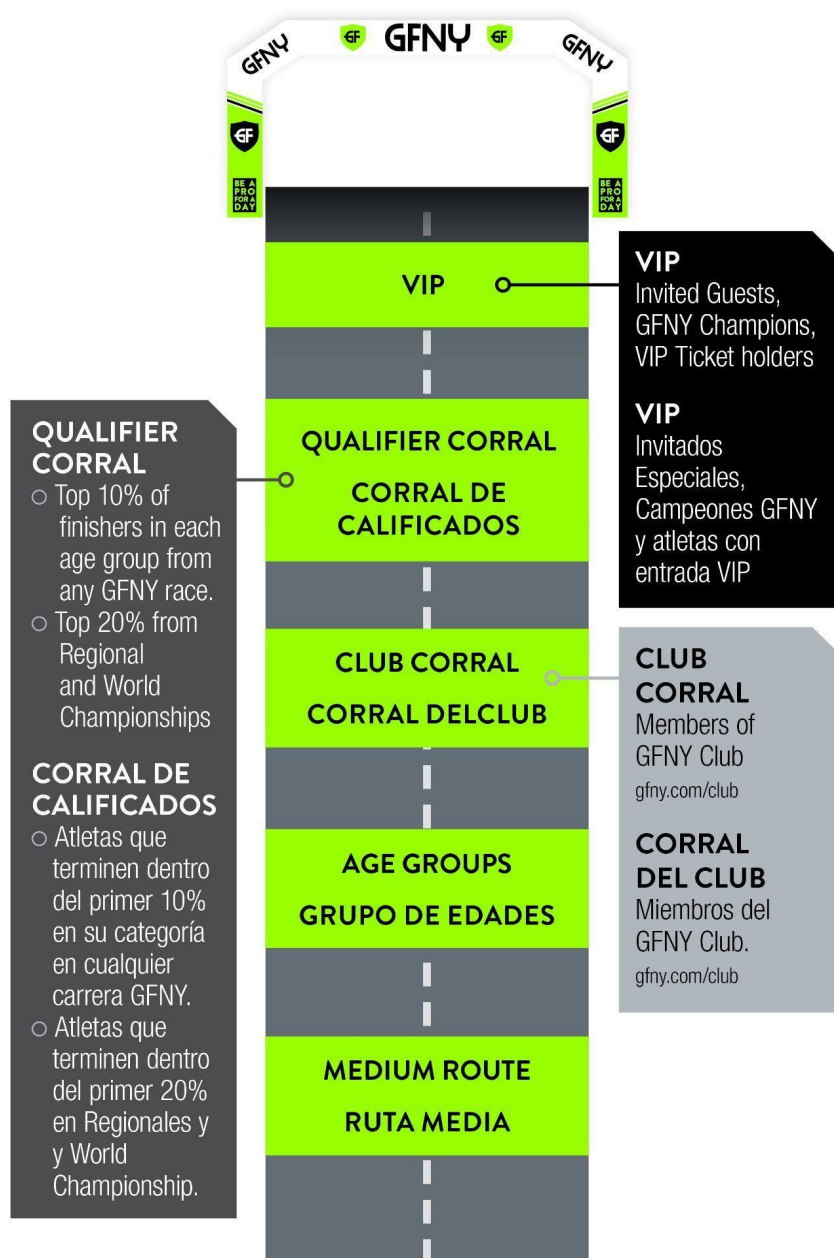 GFNY
GF
GFNY
GF
GFNY
GF
GF
BE A
PRO
FOR A
DAY
BE A
PRO
FOR A
DAY
VIP
VIP
Invited Guests,
GFNY Champions,
VIP Ticket holders
VIP
Invitados
Especiales,
Campeones GFNY
y atletas con
entrada VIP
QUALIFIER CORRAL
CORRAL DE
CALIFICADOS
QUALIFIER
CORRAL
Top 10% of
finishers in each
age group from
any GFNY race.
Top 20% from
Regional
and World
Championships
CORRAL DE
CALIFICADOS
Atletas que
terminen dentro
del primer 10%
en su categoría
en cualquier
carrera GFNY.
Atletas que
terminen dentro
del primer 20%
en Regionales y
y World
Championship.
CLUB CORRAL
CORRAL DELCLUB
CLUB
CORRAL
Members of
GFNY Club
gfny.com/club
CORRAL
DEL CLUB
Miembros del
GFNY Club.
gfny.com/club
AGE GROUPS
GRUPO DE EDADES
MEDIUM ROUTE
RUTA MEDIA